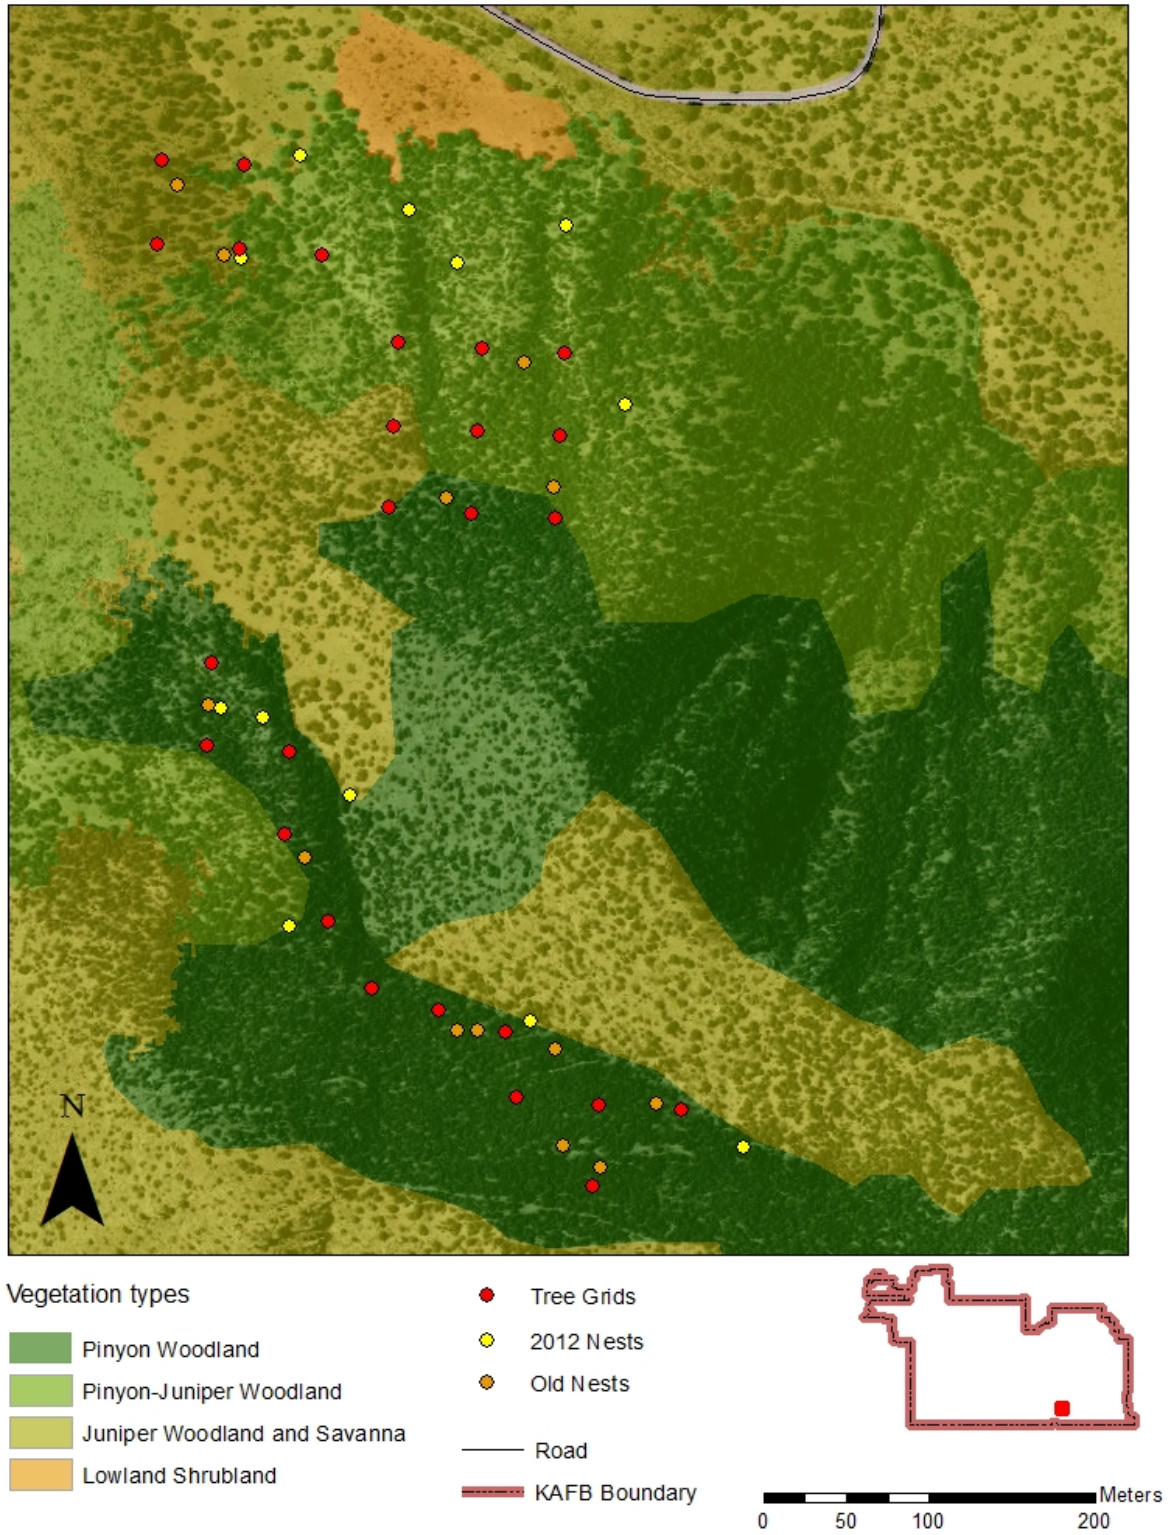 N
Vegetation types
Pinyon Woodland
Pinyon-Juniper Woodland
Juniper Woodland and Savanna
Lowland Shrubland
Tree Grids
2012 Nests
Old Nests
Road
KAFB Boundary
Meters
0 50 100 200